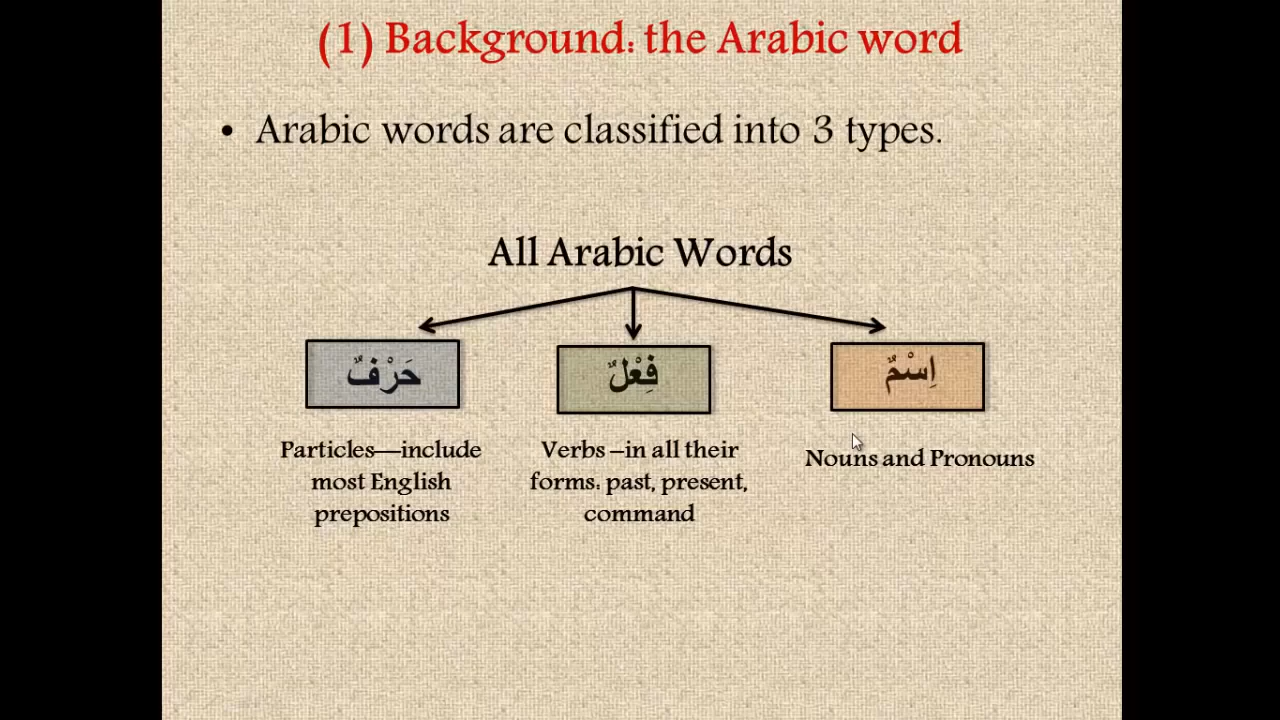 (1) Background: the Arabic word
• Arabic words are classified into 3 types.
All Arabic Words
حَرْفٌ
فِعْلٌ
اِسْمٌ
Particles—include
most English
prepositions
Verbs –in all their
forms: past, present,
command
Nouns and Pronouns